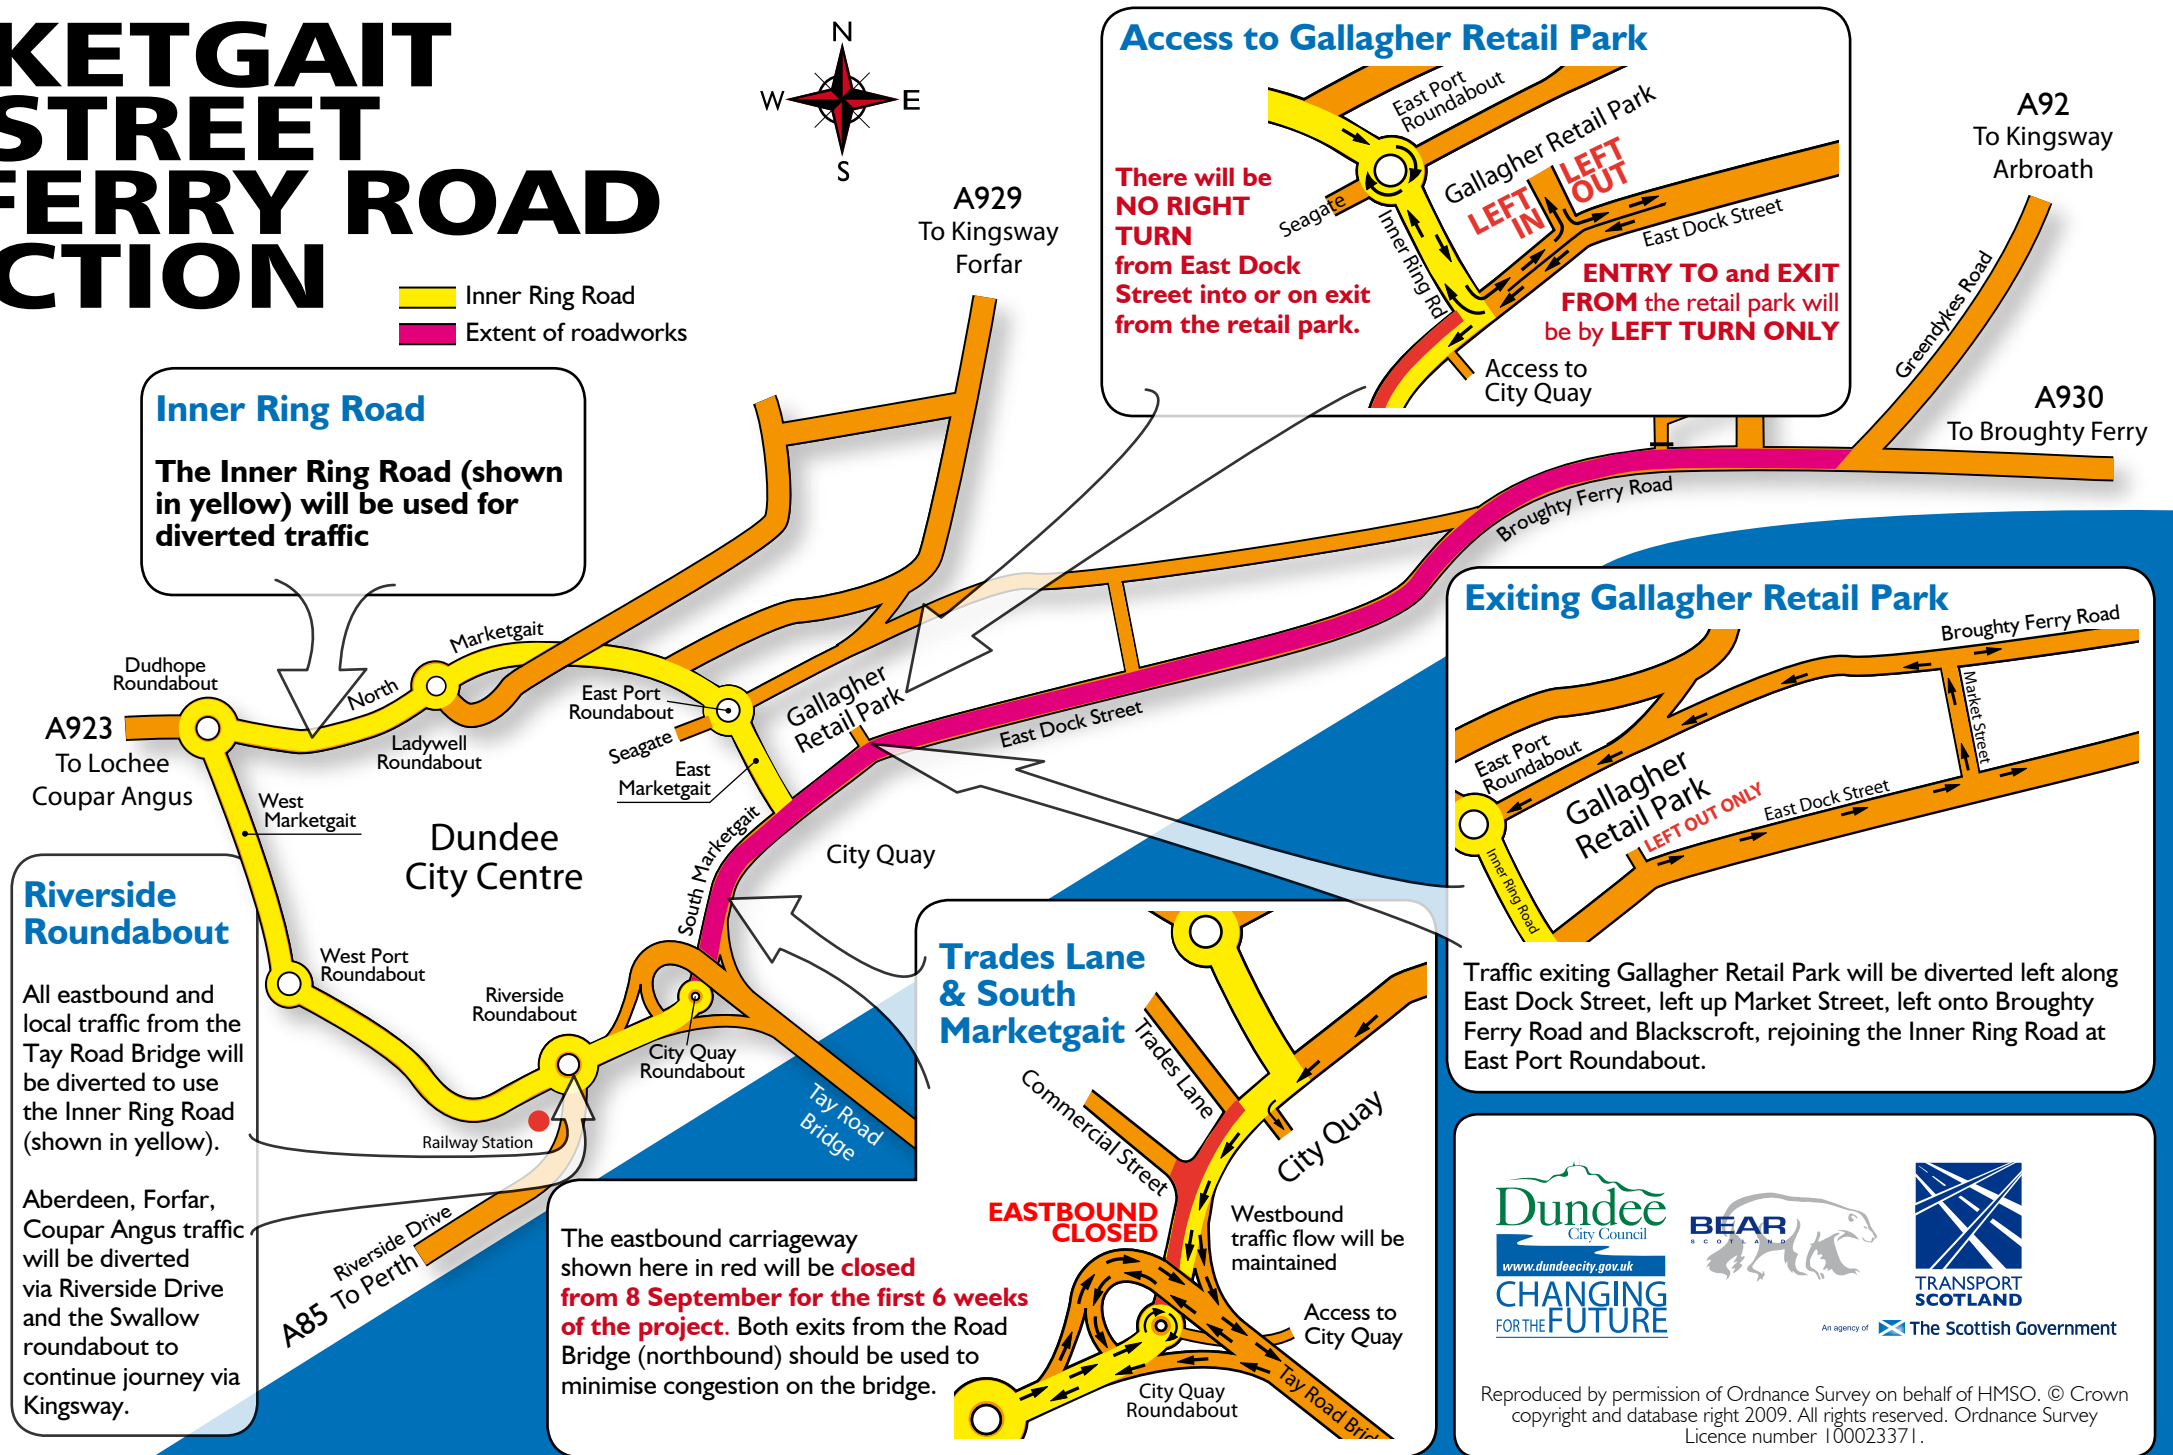 KETGAIT
STREET
FERRY ROAD
CTION
Inner Ring Road
Extent of roadworks
N
W
E
S
A929
To Kingsway
Forfar
A92
To Kingsway
Arbroath
Greendykes Road
A930
To Broughty Ferry
Access to Gallagher Retail Park
There will be
NO RIGHT
TURN
from East Dock
Street into or on exit
from the retail park.
East Port
Roundabout
Gallagher Retail Park
LEFT
IN
LEFT
OUT
Seagate
Inner Ring Rd
East Dock Street
ENTRY TO and EXIT
FROM the retail park will
be by LEFT TURN ONLY
Access to
City Quay
Inner Ring Road
The Inner Ring Road (shown
in yellow) will be used for
diverted traffic
Broughty Ferry Road
Marketgait
North
Dudhope
Roundabout
A923
To Lochee
Coupar Angus
Ladywell
Roundabout
East Port
Roundabout
Seagate
East
Marketgait
Gallagher
Retail Park
East Dock Street
West
Marketgait
Dundee
City Centre
South Marketgait
City Quay
West Port
Roundabout
Riverside
Roundabout
City Quay
Roundabout
Tay Road
Bridge
Railway Station
Riverside Drive
A85 To Perth
Riverside
Roundabout
All eastbound and
local traffic from the
Tay Road Bridge will
be diverted to use
the Inner Ring Road
(shown in yellow).
Aberdeen, Forfar,
Coupar Angus traffic
will be diverted
via Riverside Drive
and the Swallow
roundabout to
continue journey via
Kingsway.
Trades Lane
& South
Marketgait
Trades Lane
Commercial Street
City Quay
EASTBOUND
CLOSED
Westbound
traffic flow will be
maintained
Access to
City Quay
City Quay
Roundabout
Tay Road Brid
The eastbound carriageway
shown here in red will be closed
from 8 September for the first 6 weeks
of the project. Both exits from the Road
Bridge (northbound) should be used to
minimise congestion on the bridge.
Exiting Gallagher Retail Park
Broughty Ferry Road
Market Street
East Port
Roundabout
Gallagher
Retail Park
LEFT OUT ONLY
East Dock Street
Inner Ring Road
Traffic exiting Gallagher Retail Park will be diverted left along
East Dock Street, left up Market Street, left onto Broughty
Ferry Road and Blackscroft, rejoining the Inner Ring Road at
East Port Roundabout.
Dundee
City Council
www.dundeecity.gov.uk
CHANGING
FOR THE FUTURE
BEAR
SCOTLAND
TRANSPORT
SCOTLAND
An agency of The Scottish Government
Reproduced by permission of Ordnance Survey on behalf of HMSO. © Crown
copyright and database right 2009. All rights reserved. Ordnance Survey
Licence number 100023371.